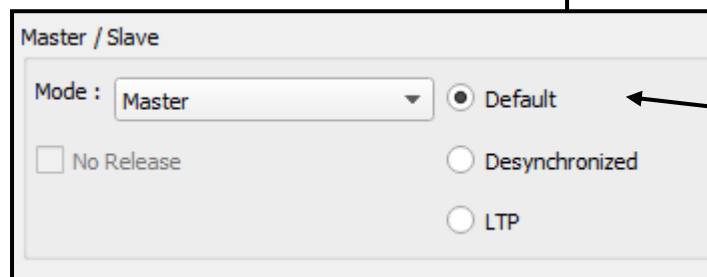 Master / Slave
Mode : Master Default
No Release Desynchronized
LTP